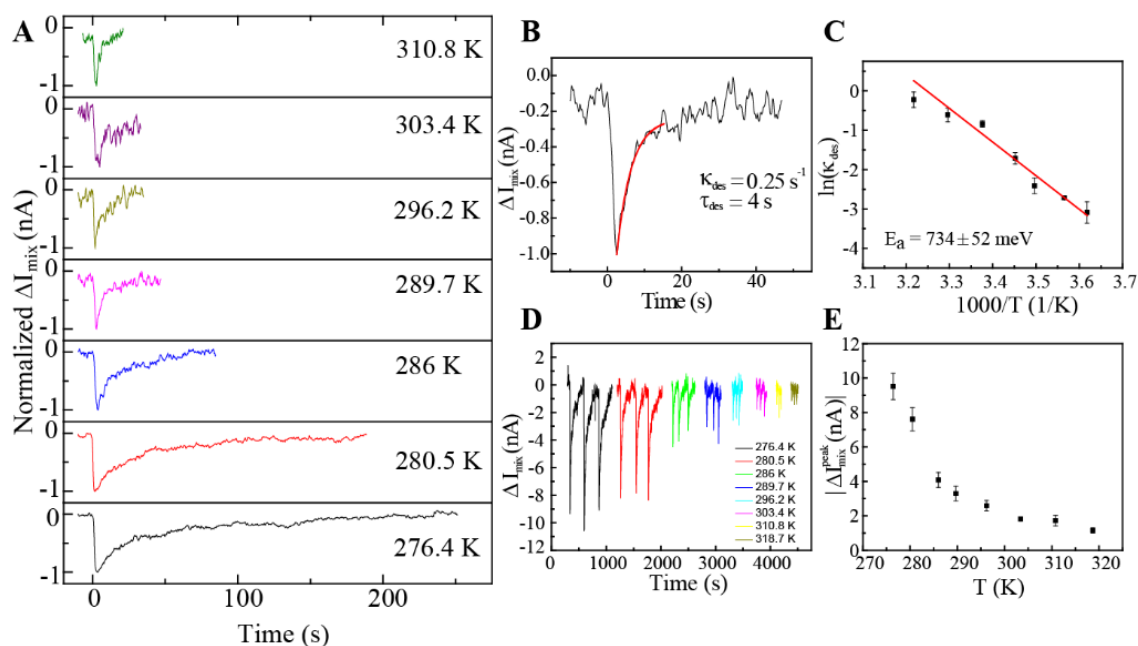 A
0
-1
310.8 K
0
-1
303.4 K
0
-1
296.2 K
0
-1
289.7 K
0
-1
286 K
0
-1
280.5 K
0
-1
276.4 K
Normalized ΔI_mix (nA)
0 100 200
Time (s)
B
0.0
-0.2
-0.4
-0.6
-0.8
-1.0
ΔI_mix (nA)
κ_des = 0.25 s⁻¹
τ_des = 4 s
0 20 40
Time (s)
C
0
-1
-2
-3
-4
ln(κ_des)
E_a = 734 ± 52 meV
3.1 3.2 3.3 3.4 3.5 3.6 3.7
1000/T (1/K)
D
2
0
-2
-4
-6
-8
-10
-12
ΔI_mix (nA)
276.4 K
280.5 K
286 K
289.7 K
296.2 K
303.4 K
310.8 K
318.7 K
0 1000 2000 3000 4000
Time (s)
E
12
10
8
6
4
2
0
|ΔI_mix^peak (nA)|
270 280 290 300 310 320
T (K)